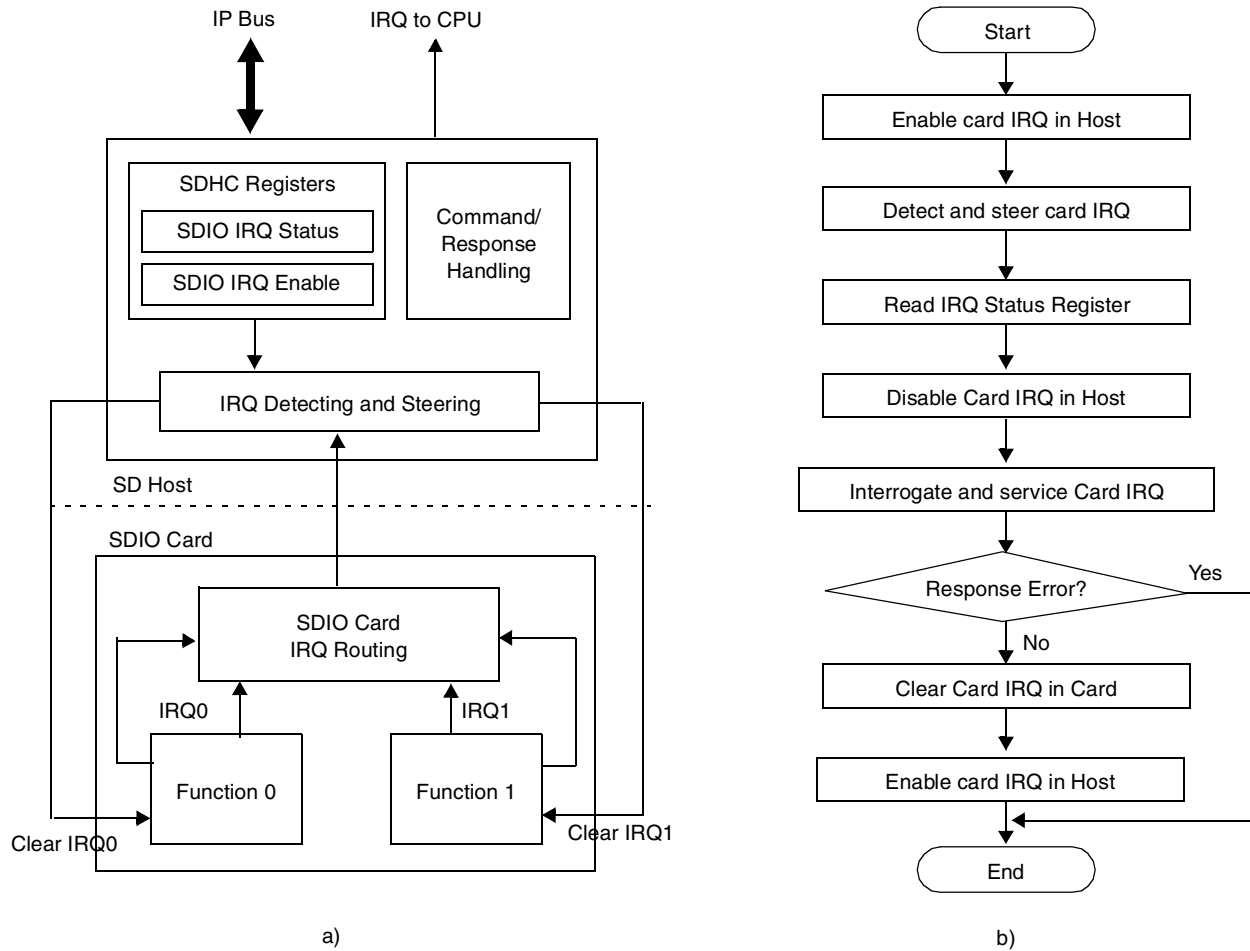 IP Bus
IRQ to CPU
SDHC Registers
SDIO IRQ Status
SDIO IRQ Enable
Command/
Response
Handling
IRQ Detecting and Steering
SD Host
SDIO Card
SDIO Card
IRQ Routing
IRQ0
IRQ1
Function 0
Function 1
Clear IRQ0
Clear IRQ1
a)
Start
Enable card IRQ in Host
Detect and steer card IRQ
Read IRQ Status Register
Disable Card IRQ in Host
Interrogate and service Card IRQ
Response Error?
Yes
No
Clear Card IRQ in Card
Enable card IRQ in Host
End
b)